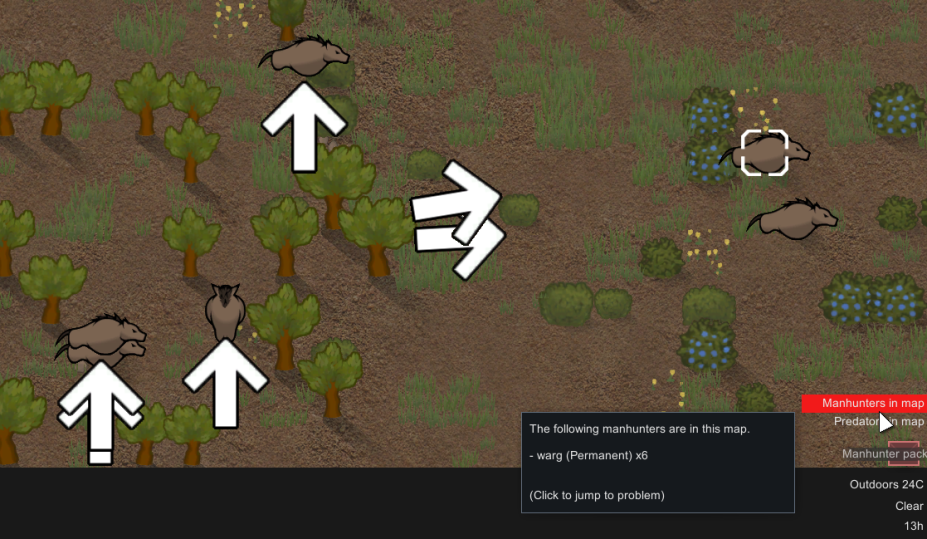 Manhunters in map
Predators in map
Manhunter pack
The following manhunters are in this map.
- warg (Permanent) x6
(Click to jump to problem)
Outdoors 24C
Clear
13h